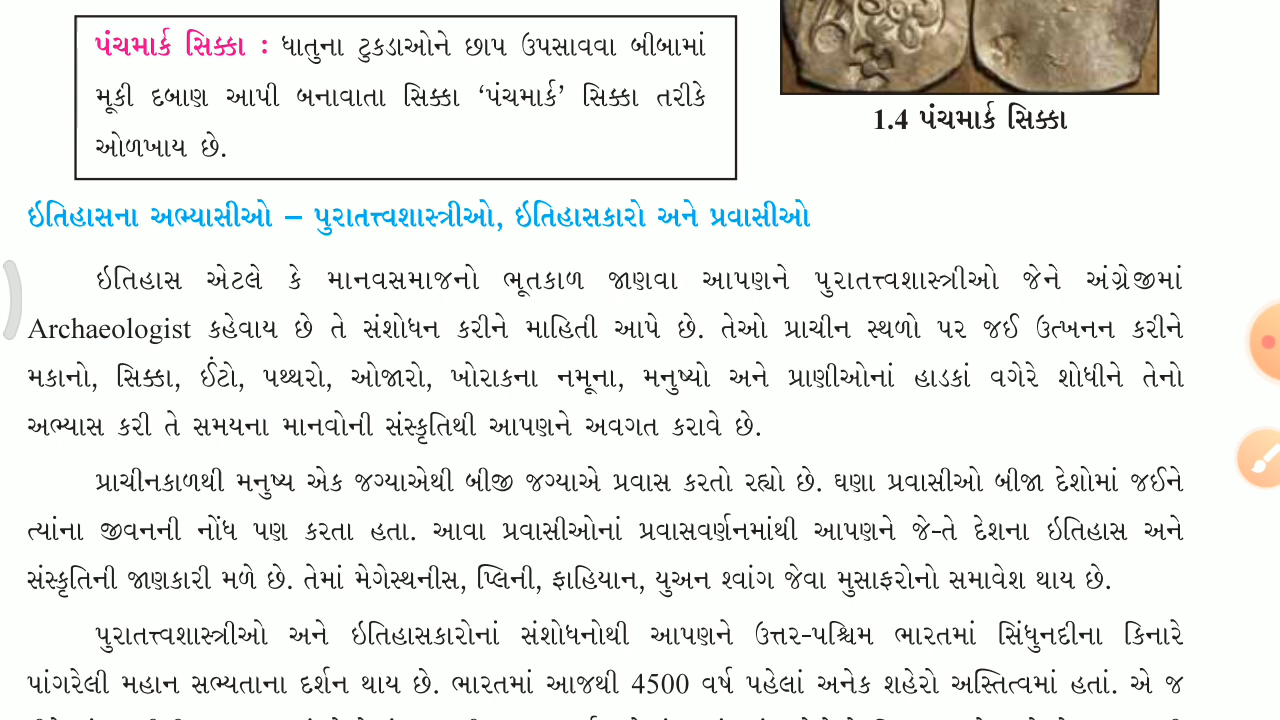 પંચમાર્ક સિક્કા : ધાતુના ટુકડાઓને છાપ ઉપસાવવા બીબામાં
મૂકી દબાણ આપી બનાવાતા સિક્કા ‘પંચમાર્ક’ સિક્કા તરીકે
ઓળખાય છે.
1.4 પંચમાર્ક સિક્કા
ઇતિહાસના અભ્યાસીઓ – પુરાતત્ત્વશાસ્ત્રીઓ, ઇતિહાસકારો અને પ્રવાસીઓ
ઇતિહાસ એટલે કે માનવસમાજનો ભૂતકાળ જાણવા આપણને પુરાતત્ત્વશાસ્ત્રીઓ જેને અંગ્રેજીમાં
Archaeologist કહેવાય છે તે સંશોધન કરીને માહિતી આપે છે. તેઓ પ્રાચીન સ્થળો પર જઈ ઉત્ખનન કરીને
મકાનો, સિક્કા, ઈંટો, પથ્થરો, ઓજારો, ખોરાકના નમૂના, મનુષ્યો અને પ્રાણીઓનાં હાડકાં વગેરે શોધીને તેનો
અભ્યાસ કરી તે સમયના માનવોની સંસ્કૃતિથી આપણને અવગત કરાવે છે.
પ્રાચીનકાળથી મનુષ્ય એક જગ્યાએથી બીજી જગ્યાએ પ્રવાસ કરતો રહ્યો છે. ઘણા પ્રવાસીઓ બીજા દેશોમાં જઈને
ત્યાંના જીવનની નોંધ પણ કરતા હતા. આવા પ્રવાસીઓનાં પ્રવાસવર્ણનમાંથી આપણને જે-તે દેશના ઇતિહાસ અને
સંસ્કૃતિની જાણકારી મળે છે. તેમાં મેગેસ્થનીસ, પ્લિની, ફાહિયાન, યુઅન શ્વાંગ જેવા મુસાફરોનો સમાવેશ થાય છે.
પુરાતત્ત્વશાસ્ત્રીઓ અને ઇતિહાસકારોનાં સંશોધનોથી આપણને ઉત્તર-પશ્ચિમ ભારતમાં સિંધુનદીના કિનારે
પાંગરેલી મહાન સભ્યતાના દર્શન થાય છે. ભારતમાં આજથી 4500 વર્ષ પહેલાં અનેક શહેરો અસ્તિત્વમાં હતાં. એ જ